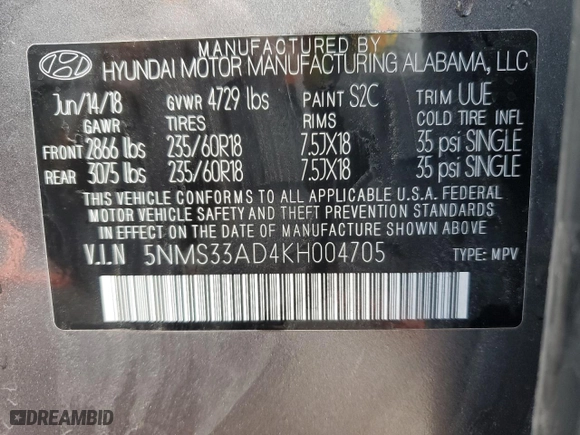 MANUFACTURED BY
HYUNDAI MOTOR MANUFACTURING ALABAMA, LLC
Jun/14/18 GVWR 4729 lbs PAINT S2C TRIM UUE
GAWR TIRES RIMS COLD TIRE INFL
FRONT 2866 lbs 235/60R18 7.5JX18 35 psi SINGLE
REAR 3075 lbs 235/60R18 7.5JX18 35 psi SINGLE
THIS VEHICLE CONFORMS TO ALL APPLICABLE U.S.A. FEDERAL
MOTOR VEHICLE SAFETY AND THEFT PREVENTION STANDARDS
IN EFFECT ON THE DATE OF MANUFACTURE SHOWN ABOVE
V.I.N 5NMS33AD4KH004705 TYPE: MPV
DREAMBID